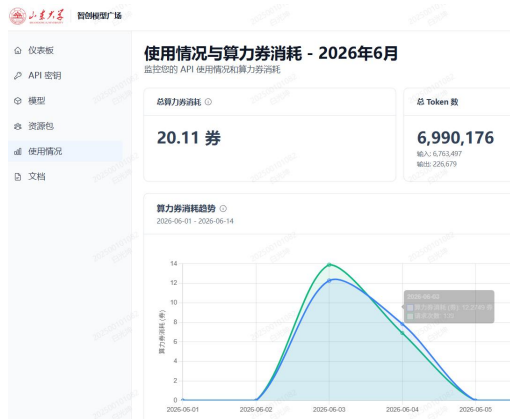 山东大学 智创模型广场
仪表板
API 密钥
模型
资源包
使用情况
文档
使用情况与算力券消耗 - 2026年6月
监控您的 API 使用情况和算力券消耗
总算力券消耗
20.11 券
总 Token 数
6,990,176
输入: 6,763,497
输出: 226,679
算力券消耗趋势
2026-06-01 - 2026-06-14
14
12
10
8
6
4
2
0
算力券消耗 (券)
2026-06-03
2026-06-01
2026-06-02
2026-06-03
2026-06-04
2026-06-05